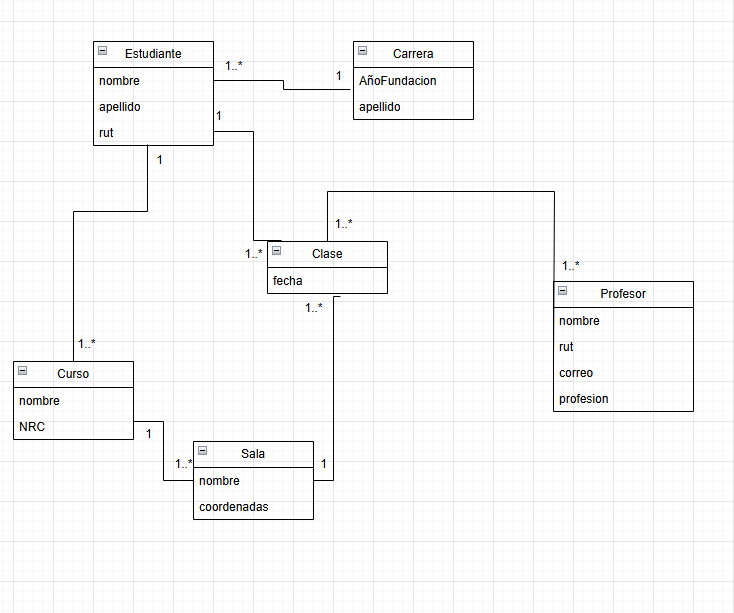 Estudiante
nombre
apellido
rut
1..*
1
Carrera
AñoFundacion
apellido
1
1
1..*
Clase
fecha
1..*
1..*
1..*
Profesor
nombre
rut
correo
profesion
1..*
Curso
nombre
NRC
1
1..*
Sala
nombre
coordenadas
1